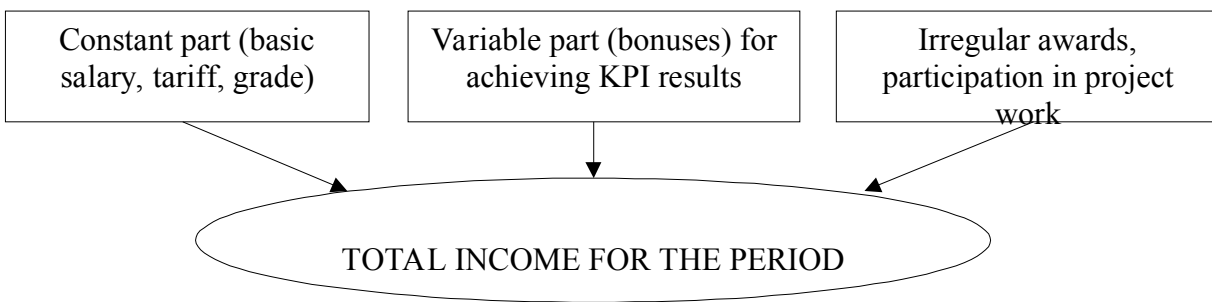 Constant part (basic
salary, tariff, grade)
Variable part (bonuses) for
achieving KPI results
Irregular awards,
participation in project
work
TOTAL INCOME FOR THE PERIOD